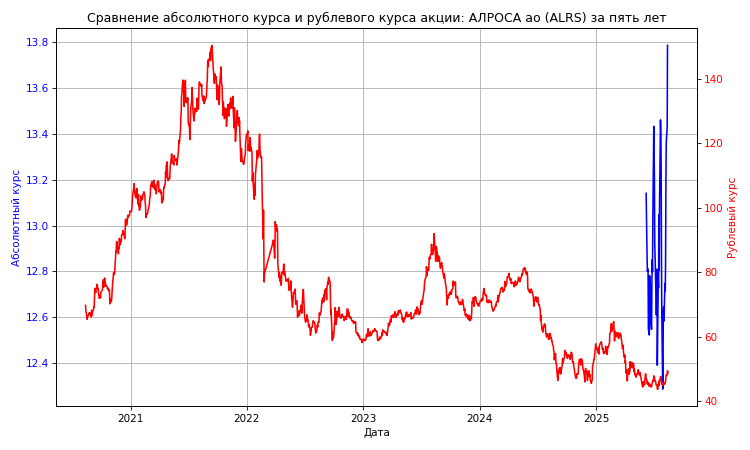 Сравнение абсолютного курса и рублевого курса акции: АЛРОСА ао (ALRS) за пять лет
13.8
13.6
13.4
13.2
13.0
12.8
12.6
12.4
Абсолютный курс
140
120
100
80
60
40
Рублевый курс
2021 2022 2023 2024 2025
Дата